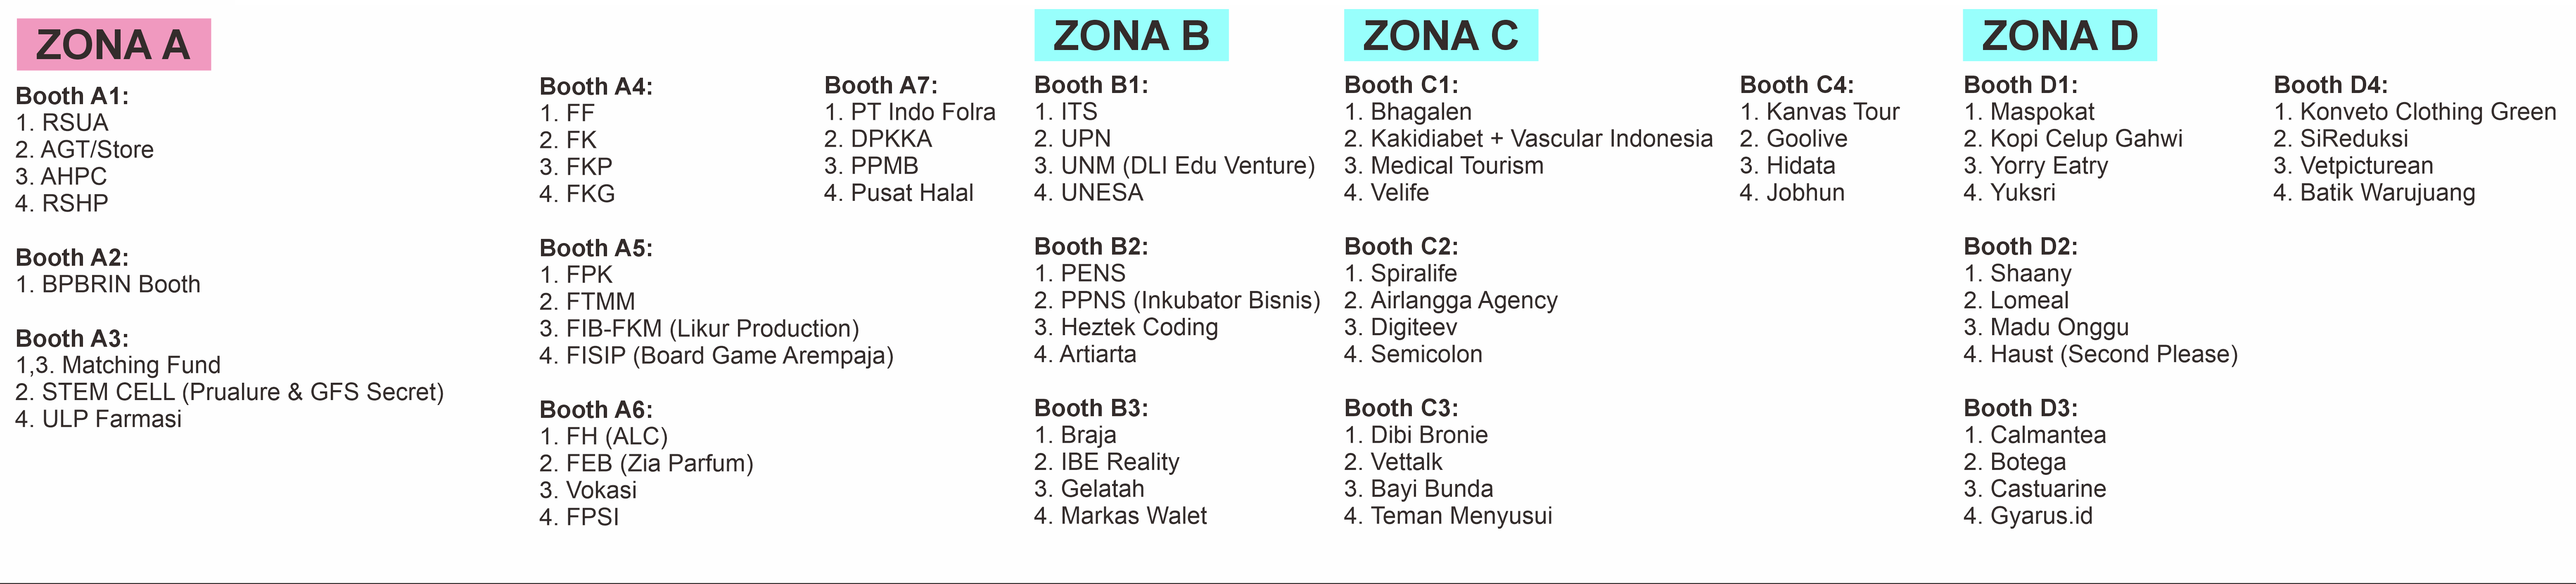 ZONA A
Booth A1:
1. RSUA
2. AGT/Store
3. AHPC
4. RSHP
Booth A2:
1. BPBRIN Booth
Booth A3:
1,3. Matching Fund
2. STEM CELL (Prualure & GFS Secret)
4. ULP Farmasi
Booth A4:
1. FF
2. FK
3. FKP
4. FKG
Booth A5:
1. FPK
2. FTMM
3. FIB-FKM (Likur Production)
4. FISIP (Board Game Arempaja)
Booth A6:
1. FH (ALC)
2. FEB (Zia Parfum)
3. Vokasi
4. FPSI
Booth A7:
1. PT Indo Folra
2. DPKKA
3. PPMB
4. Pusat Halal
ZONA B
Booth B1:
1. ITS
2. UPN
3. UNM (DLI Edu Venture)
4. UNESA
Booth B2:
1. PENS
2. PPNS (Inkubator Bisnis)
3. Heztek Coding
4. Artiarta
Booth B3:
1. Braja
2. IBE Reality
3. Gelatah
4. Markas Walet
ZONA C
Booth C1:
1. Bhagalen
2. Kakidiabet + Vascular Indonesia
3. Medical Tourism
4. Velife
Booth C2:
1. Spiralife
2. Airlangga Agency
3. Digiteev
4. Semicolon
Booth C3:
1. Dibi Bronie
2. Vettalk
3. Bayi Bunda
4. Teman Menyusui
Booth C4:
1. Kanvas Tour
2. Goolive
3. Hidata
4. Jobhun
ZONA D
Booth D1:
1. Maspokat
2. Kopi Celup Gahwi
3. Yorry Eatry
4. Yuksri
Booth D2:
1. Shaany
2. Lomeal
3. Madu Onggu
4. Haust (Second Please)
Booth D3:
1. Calmantea
2. Botega
3. Castuarine
4. Gyarus.id
Booth D4:
1. Konveto Clothing Green
2. SiReduksi
3. Vetpicturean
4. Batik Warujuang